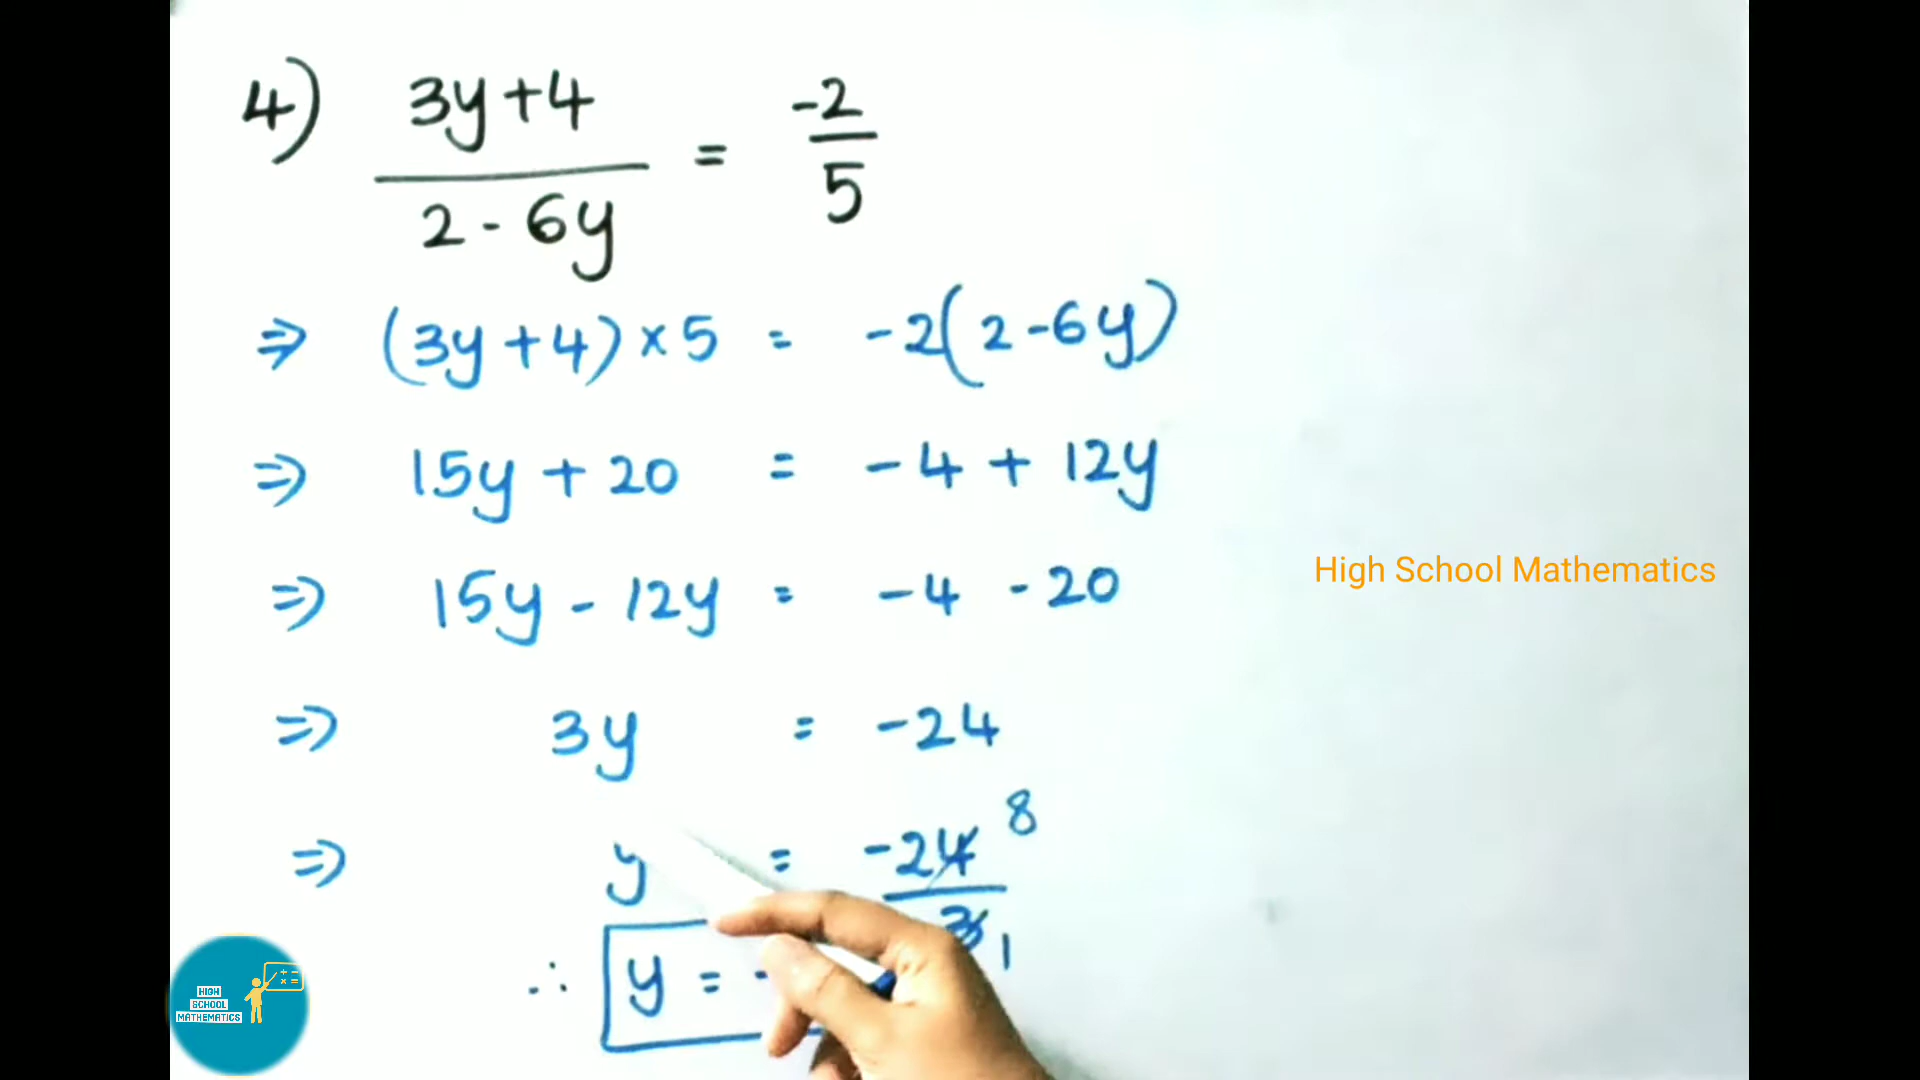 4) 3y+4 / 2 - 6y = -2 / 5
⇒ (3y + 4) × 5 = -2(2 - 6y)
⇒ 15y + 20 = -4 + 12y
⇒ 15y - 12y = -4 - 20
High School Mathematics
⇒ 3y = -24
⇒ y = -24 / 3 8 1
∴ y = -
HIGH
SCHOOL
MATHEMATICS